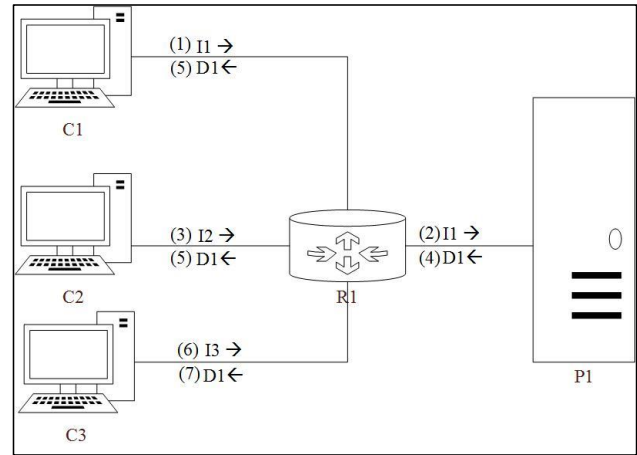 (1) I1 →
(5) D1←
C1
(3) I2 →
(5) D1←
(2) I1 →
(4) D1←
C2
R1
(6) I3 →
(7) D1←
P1
C3